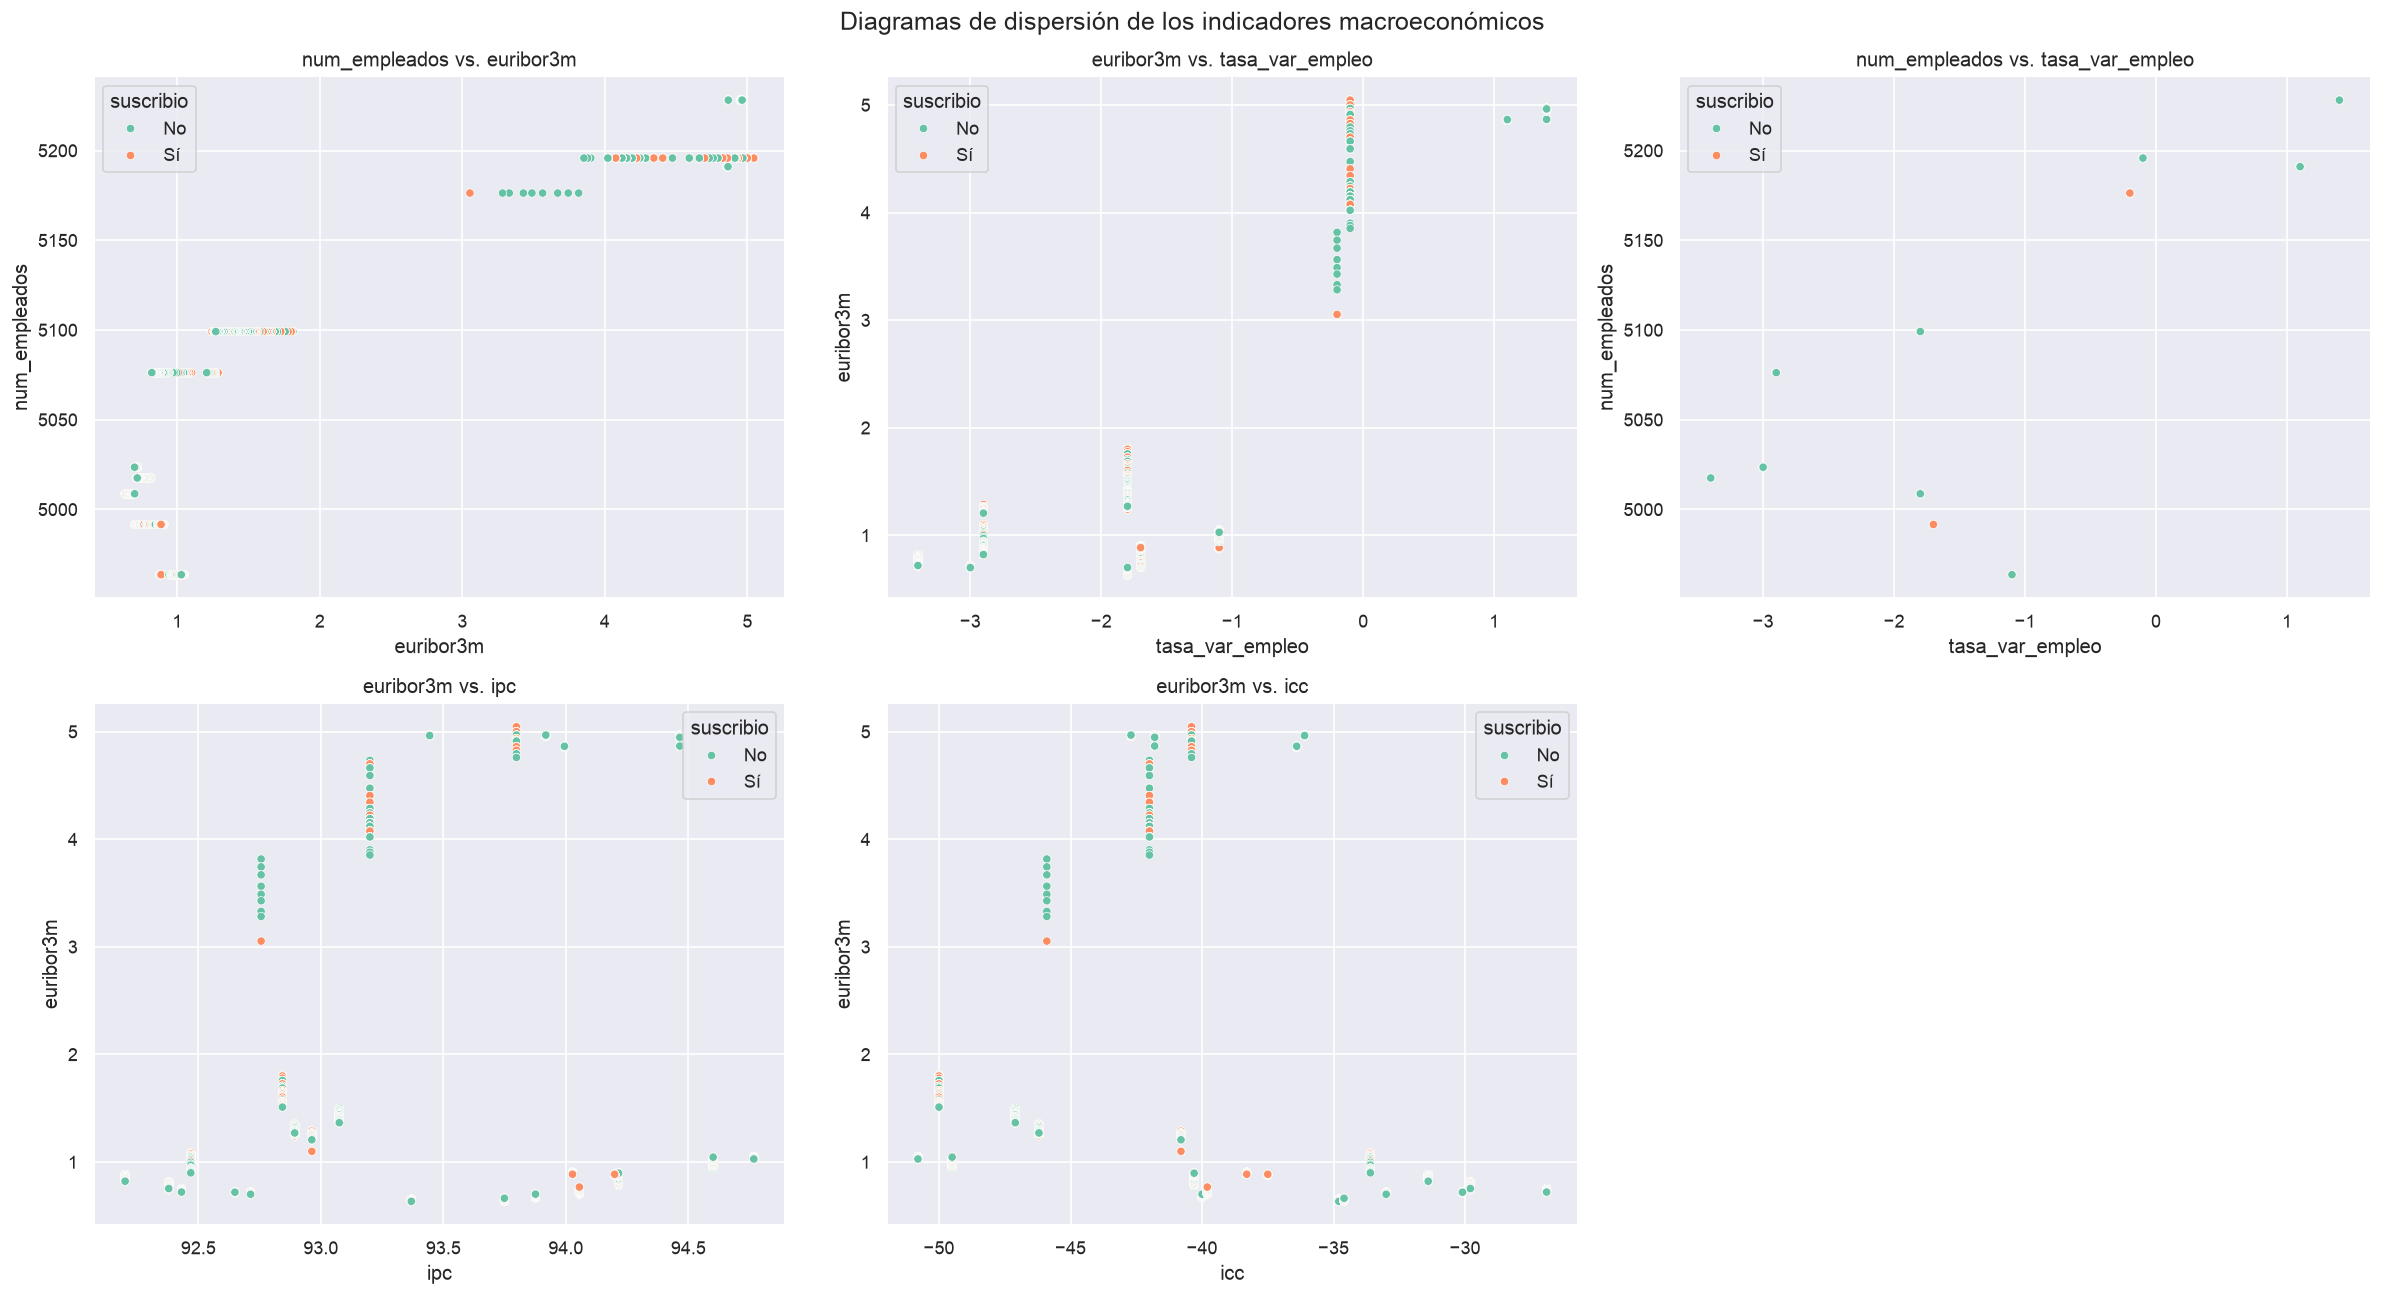 Diagramas de dispersión de los indicadores macroeconómicos
num_empleados vs. euribor3m
suscribio
No
Sí
5200
5150
5100
5050
5000
num_empleados
1 2 3 4 5
euribor3m
euribor3m vs. tasa_var_empleo
suscribio
No
Sí
5
4
3
2
1
euribor3m
−3 −2 −1 0 1
tasa_var_empleo
num_empleados vs. tasa_var_empleo
suscribio
No
Sí
5200
5150
5100
5050
5000
num_empleados
−3 −2 −1 0 1
tasa_var_empleo
euribor3m vs. ipc
suscribio
No
Sí
5
4
3
2
1
euribor3m
92.5 93.0 93.5 94.0 94.5
ipc
euribor3m vs. icc
suscribio
No
Sí
5
4
3
2
1
euribor3m
−50 −45 −40 −35 −30
icc